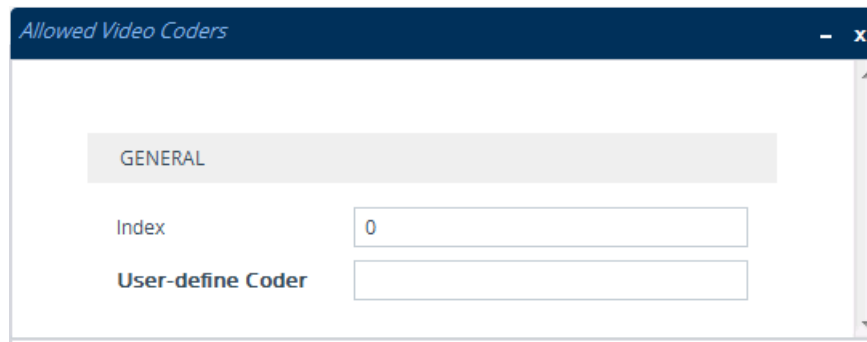 Allowed Video Coders – x
GENERAL
Index 0
User-define Coder